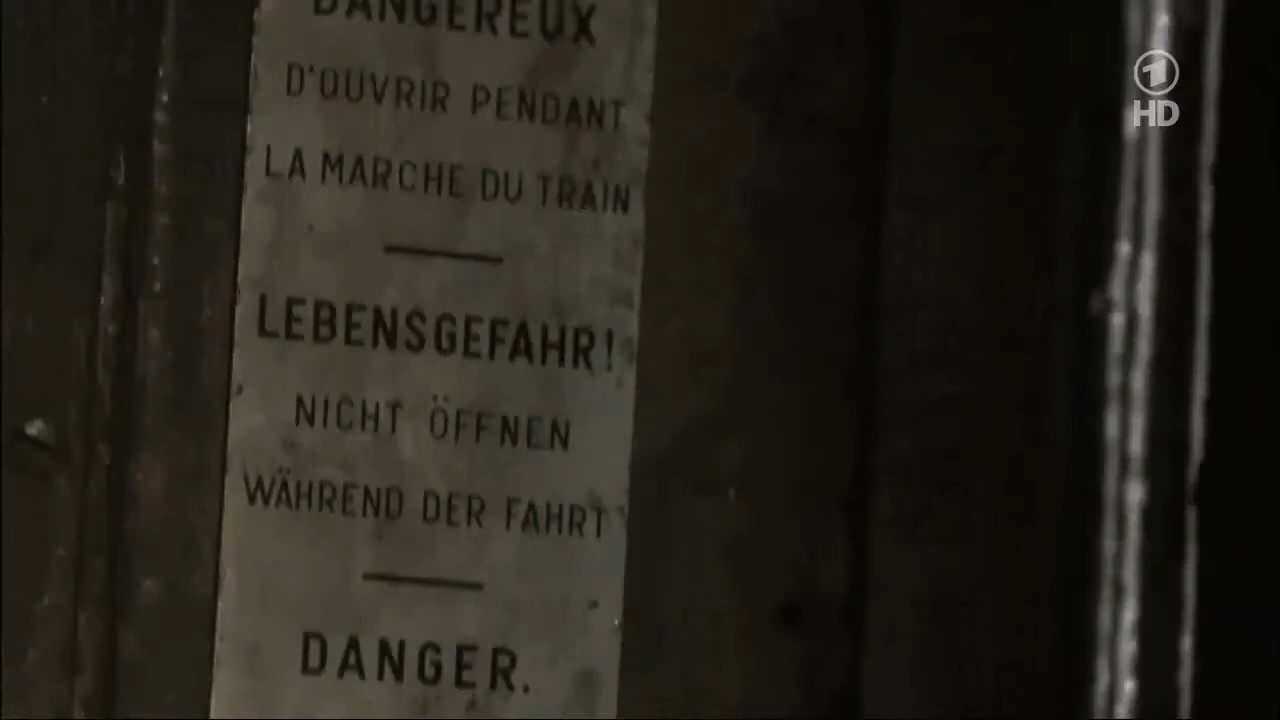 DANGEREUX
D'OUVRIR PENDANT
LA MARCHE DU TRAIN
LEBENSGEFAHR!
NICHT ÖFFNEN
WÄHREND DER FAHRT
DANGER.
1
HD